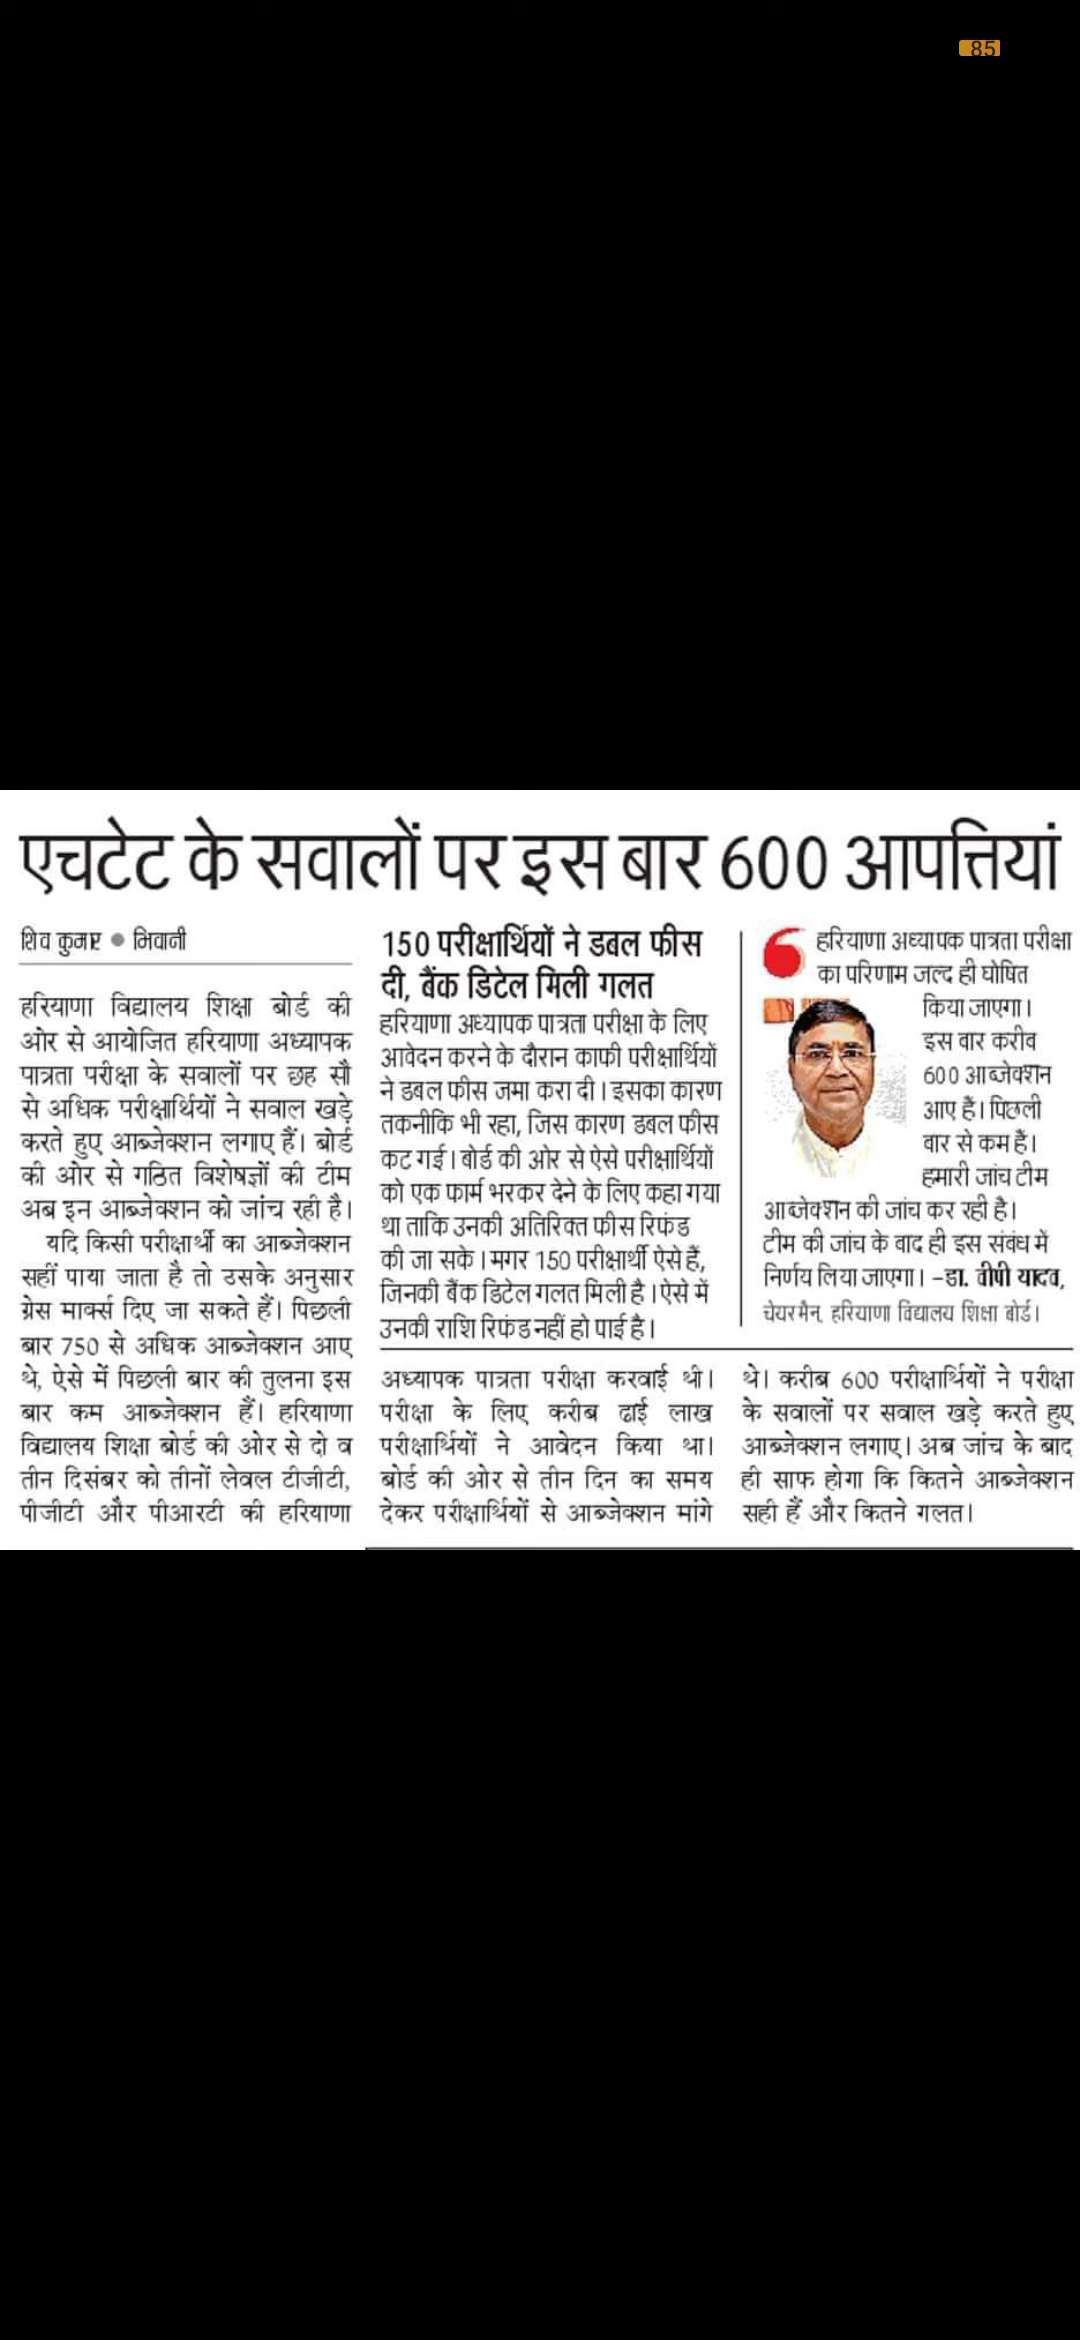 85
एचटेट के सवालों पर इस बार 600 आपत्तियां
शिव कुमार ● भिवानी
हरियाणा विद्यालय शिक्षा बोर्ड की
ओर से आयोजित हरियाणा अध्यापक
पात्रता परीक्षा के सवालों पर छह सौ
से अधिक परीक्षार्थियों ने सवाल खड़े
करते हुए आब्जेक्शन लगाए हैं। बोर्ड
की ओर से गठित विशेषज्ञों की टीम
अब इन आब्जेक्शन को जांच रही है।
यदि किसी परीक्षार्थी का आब्जेक्शन
सहीं पाया जाता है तो उसके अनुसार
ग्रेस मार्क्स दिए जा सकते हैं। पिछली
बार 750 से अधिक आब्जेक्शन आए
थे, ऐसे में पिछली बार की तुलना इस
बार कम आब्जेक्शन हैं। हरियाणा
विद्यालय शिक्षा बोर्ड की ओर से दो व
तीन दिसंबर को तीनों लेवल टीजीटी,
पीजीटी और पीआरटी की हरियाणा
150 परीक्षार्थियों ने डबल फीस
दी, बैंक डिटेल मिली गलत
हरियाणा अध्यापक पात्रता परीक्षा के लिए
आवेदन करने के दौरान काफी परीक्षार्थियों
ने डबल फीस जमा करा दी। इसका कारण
तकनीकि भी रहा, जिस कारण डबल फीस
कट गई। बोर्ड की ओर से ऐसे परीक्षार्थियों
को एक फार्म भरकर देने के लिए कहा गया
था ताकि उनकी अतिरिक्त फीस रिफंड
की जा सके। मगर 150 परीक्षार्थी ऐसे हैं,
जिनकी बैंक डिटेल गलत मिली है। ऐसे में
उनकी राशि रिफंड नहीं हो पाई है।
हरियाणा अध्यापक पात्रता परीक्षा
का परिणाम जल्द ही घोषित
किया जाएगा।
इस बार करीब
600 आब्जेक्शन
आए हैं। पिछली
बार से कम हैं।
हमारी जांच टीम
आब्जेक्शन की जांच कर रही है।
टीम की जांच के बाद ही इस संबंध में
निर्णय लिया जाएगा। -डा. वीपी यादव,
चेयरमैन, हरियाणा विद्यालय शिक्षा बोर्ड।
अध्यापक पात्रता परीक्षा करवाई थी।
परीक्षा के लिए करीब ढाई लाख
परीक्षार्थियों ने आवेदन किया था।
बोर्ड की ओर से तीन दिन का समय
देकर परीक्षार्थियों से आब्जेक्शन मांगे
थे। करीब 600 परीक्षार्थियों ने परीक्षा
के सवालों पर सवाल खड़े करते हुए
आब्जेक्शन लगाए। अब जांच के बाद
ही साफ होगा कि कितने आब्जेक्शन
सही हैं और कितने गलत।